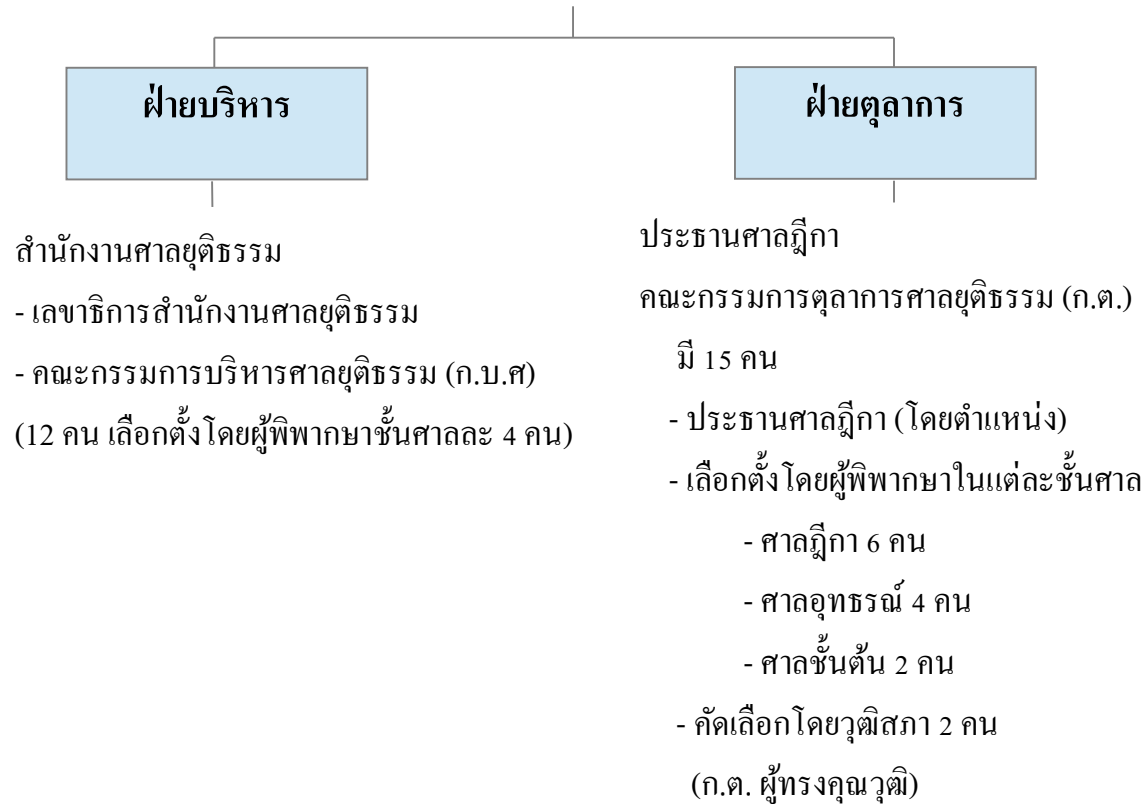 ฝ่ายบริหาร
สำนักงานศาลยุติธรรม
- เลขาธิการสำนักงานศาลยุติธรรม
- คณะกรรมการบริหารศาลยุติธรรม (ก.บ.ศ)
(12 คน เลือกตั้งโดยผู้พิพากษาชั้นศาลละ 4 คน)
ฝ่ายตุลาการ
ประธานศาลฎีกา
คณะกรรมการตุลาการศาลยุติธรรม (ก.ต.)
มี 15 คน
- ประธานศาลฎีกา (โดยตำแหน่ง)
- เลือกตั้งโดยผู้พิพากษาในแต่ละชั้นศาล
- ศาลฎีกา 6 คน
- ศาลอุทธรณ์ 4 คน
- ศาลชั้นต้น 2 คน
- คัดเลือกโดยวุฒิสภา 2 คน
(ก.ต. ผู้ทรงคุณวุฒิ)